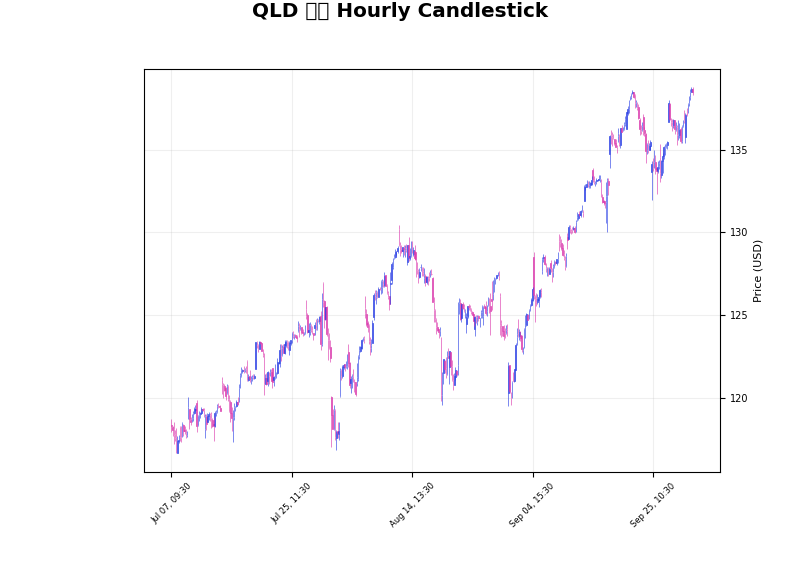 QLD Hourly Candlestick
135
130
125
120
Price (USD)
Jul 07, 09:30
Jul 25, 11:30
Aug 14, 13:30
Sep 04, 15:30
Sep 25, 10:30